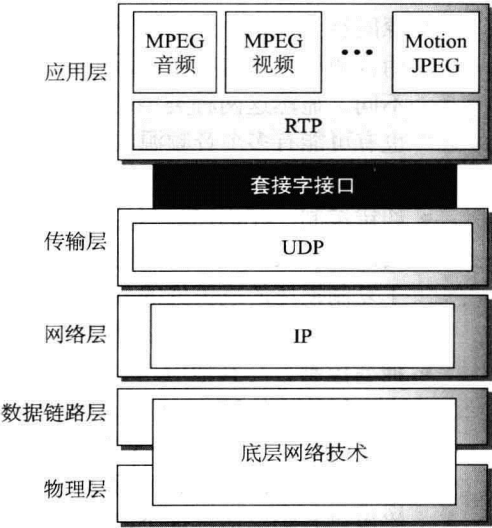 应用层
MPEG
音频
MPEG
视频
•••
Motion
JPEG
RTP
套接字接口
传输层
UDP
网络层
IP
数据链路层
底层网络技术
物理层